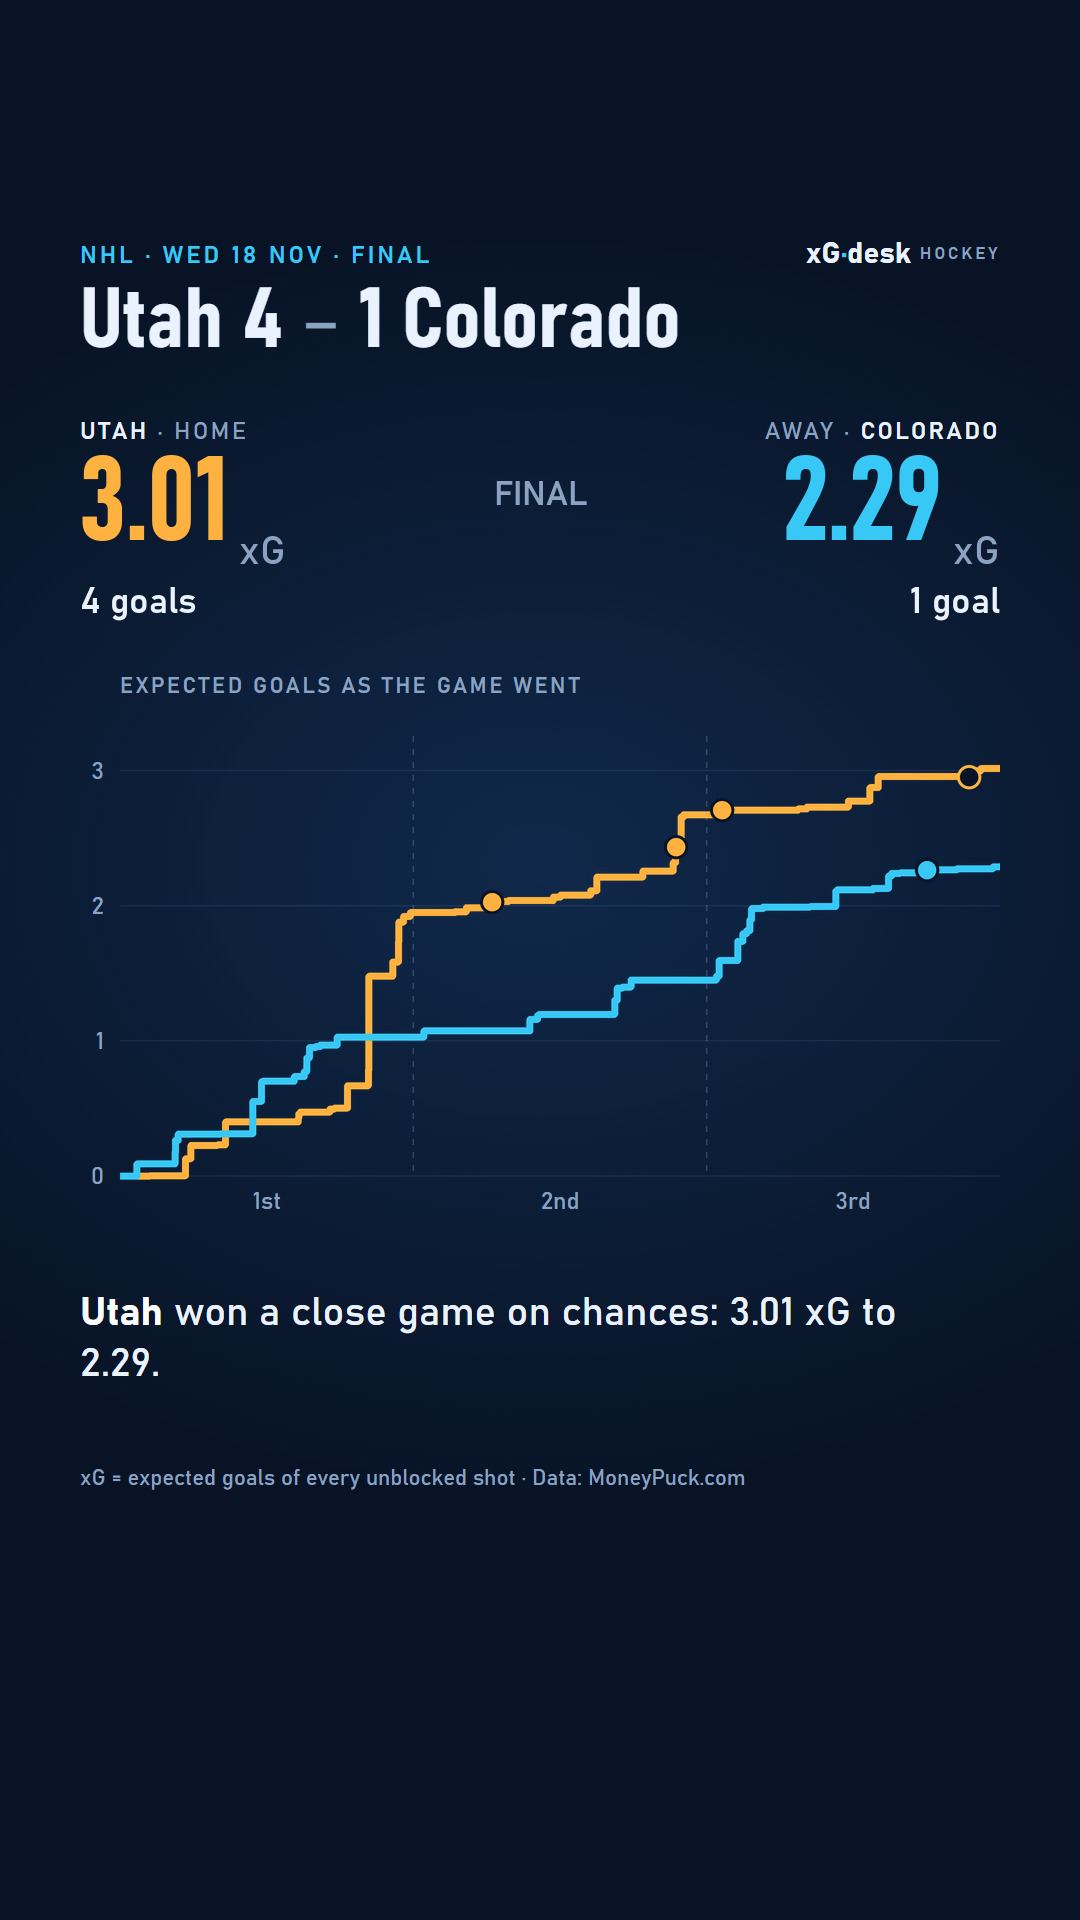 NHL · WED 18 NOV · FINAL
xG·desk HOCKEY
Utah 4 – 1 Colorado
UTAH · HOME
AWAY · COLORADO
3.01 xG
FINAL
2.29 xG
4 goals
1 goal
EXPECTED GOALS AS THE GAME WENT
3
2
1
0
1st
2nd
3rd
Utah won a close game on chances: 3.01 xG to
2.29.
xG = expected goals of every unblocked shot · Data: MoneyPuck.com